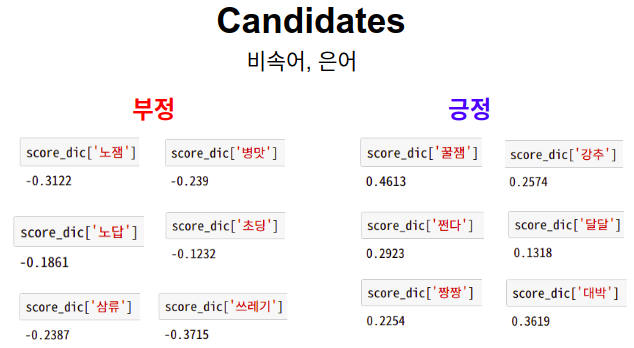 Candidates
비속어, 은어
부정
score_dic['노잼']
-0.3122
score_dic['병맛']
-0.239
score_dic['노답']
-0.1861
score_dic['초딩']
-0.1232
score_dic['삼류']
-0.2387
score_dic['쓰레기']
-0.3715
긍정
score_dic['꿀잼']
0.4613
score_dic['강추']
0.2574
score_dic['쩐다']
0.2923
score_dic['달달']
0.1318
score_dic['짱짱']
0.2254
score_dic['대박']
0.3619